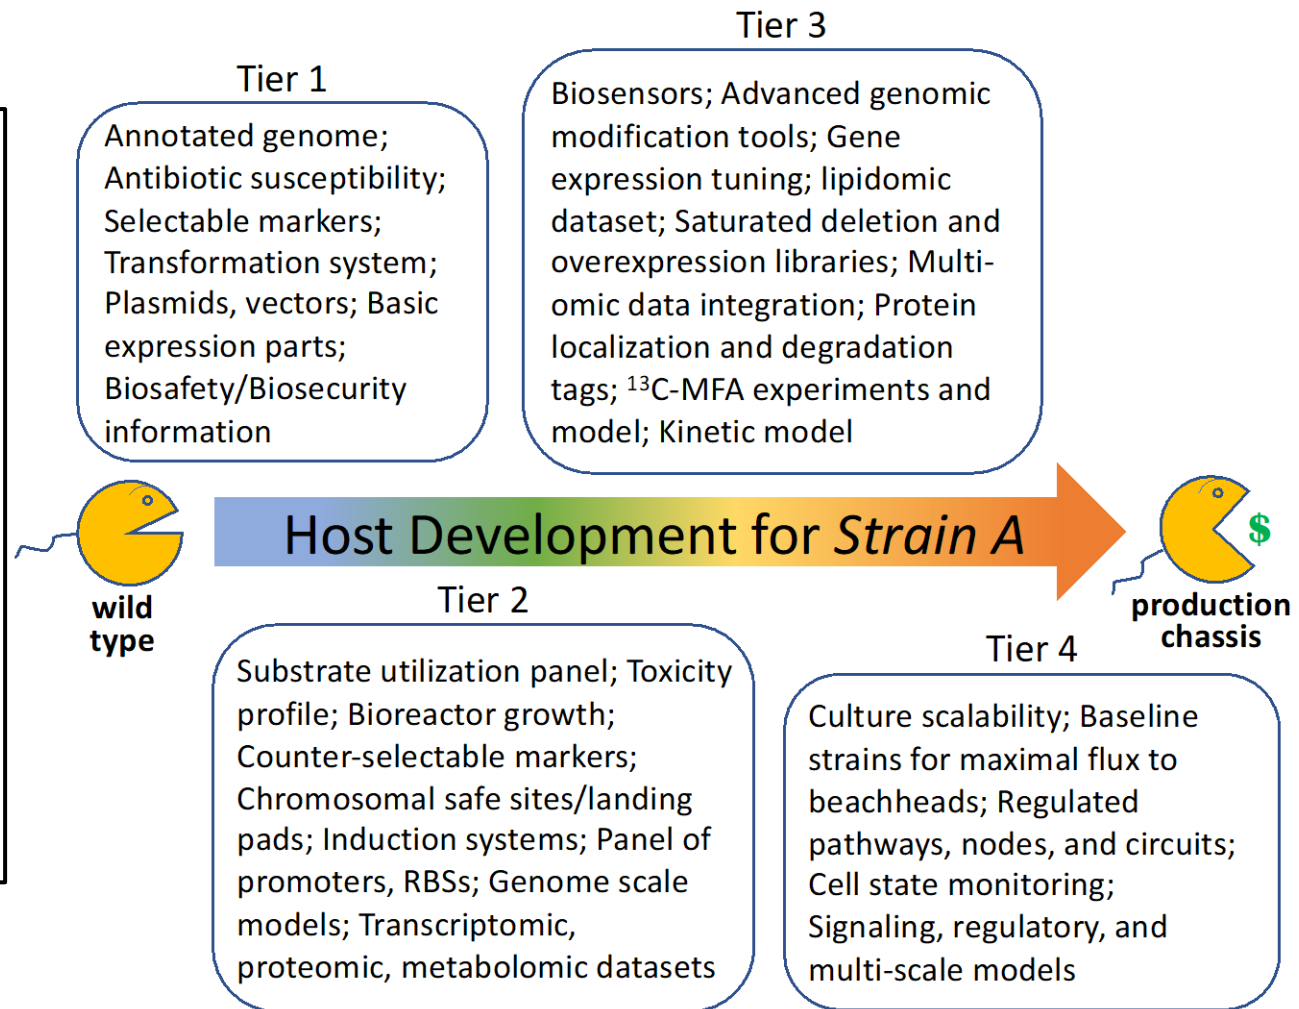 Tier 1
Annotated genome;
Antibiotic susceptibility;
Selectable markers;
Transformation system;
Plasmids, vectors; Basic
expression parts;
Biosafety/Biosecurity
information
Tier 3
Biosensors; Advanced genomic
modification tools; Gene
expression tuning; lipidomic
dataset; Saturated deletion and
overexpression libraries; Multi-
omic data integration; Protein
localization and degradation
tags; ¹³C-MFA experiments and
model; Kinetic model
wild
type
Host Development for Strain A
$
production
chassis
Tier 2
Substrate utilization panel; Toxicity
profile; Bioreactor growth;
Counter-selectable markers;
Chromosomal safe sites/landing
pads; Induction systems; Panel of
promoters, RBSs; Genome scale
models; Transcriptomic,
proteomic, metabolomic datasets
Tier 4
Culture scalability; Baseline
strains for maximal flux to
beachheads; Regulated
pathways, nodes, and circuits;
Cell state monitoring;
Signaling, regulatory, and
multi-scale models